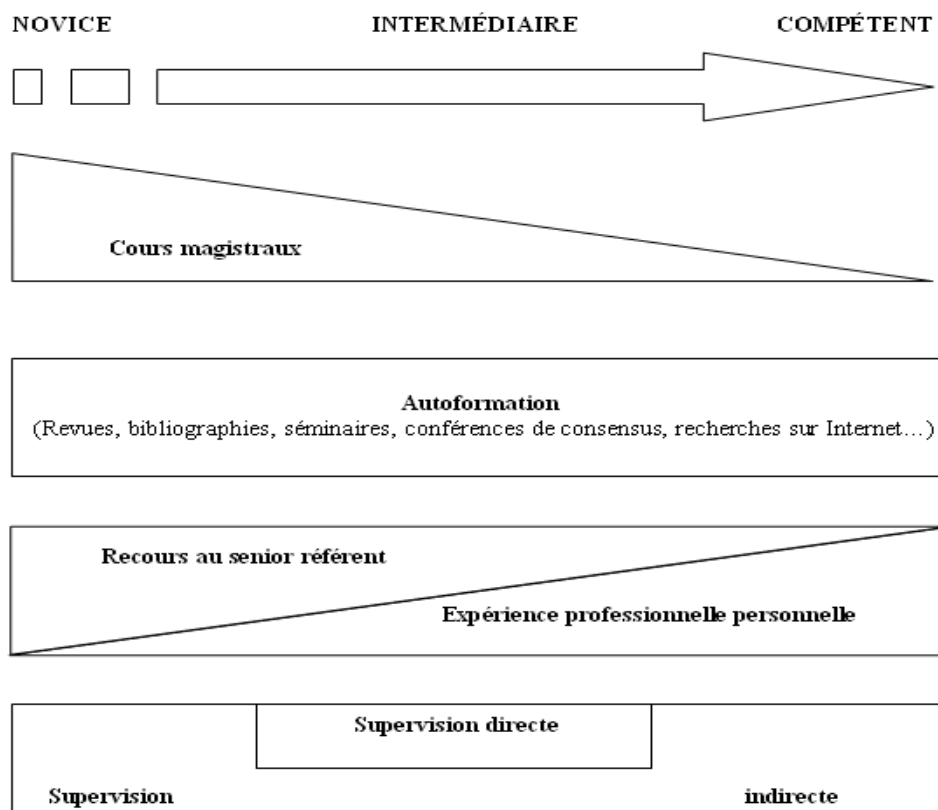 NOVICE INTERMÉDIAIRE COMPÉTENT
Cours magistraux
Autoformation
(Revues, bibliographies, séminaires, conférences de consensus, recherches sur Internet…)
Recours au senior référent
Expérience professionnelle personnelle
Supervision directe
Supervision indirecte